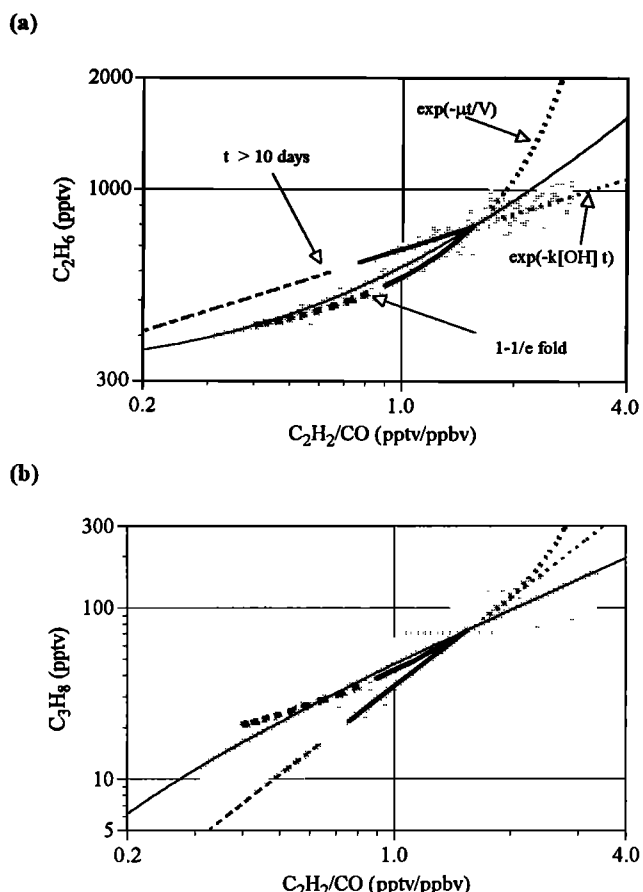 (a)
2000
exp(-μt/V)
t > 10 days
1000
C2H6 (pptv)
exp(-k[OH] t)
1-1/e fold
300
0.2
1.0
4.0
C2H2/CO (pptv/ppbv)
(b)
300
100
C3H8 (pptv)
10
5
0.2
1.0
4.0
C2H2/CO (pptv/ppbv)